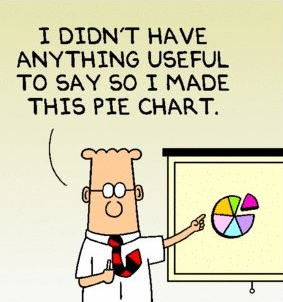 I DIDN'T HAVE
ANYTHING USEFUL
TO SAY SO I MADE
THIS PIE CHART.